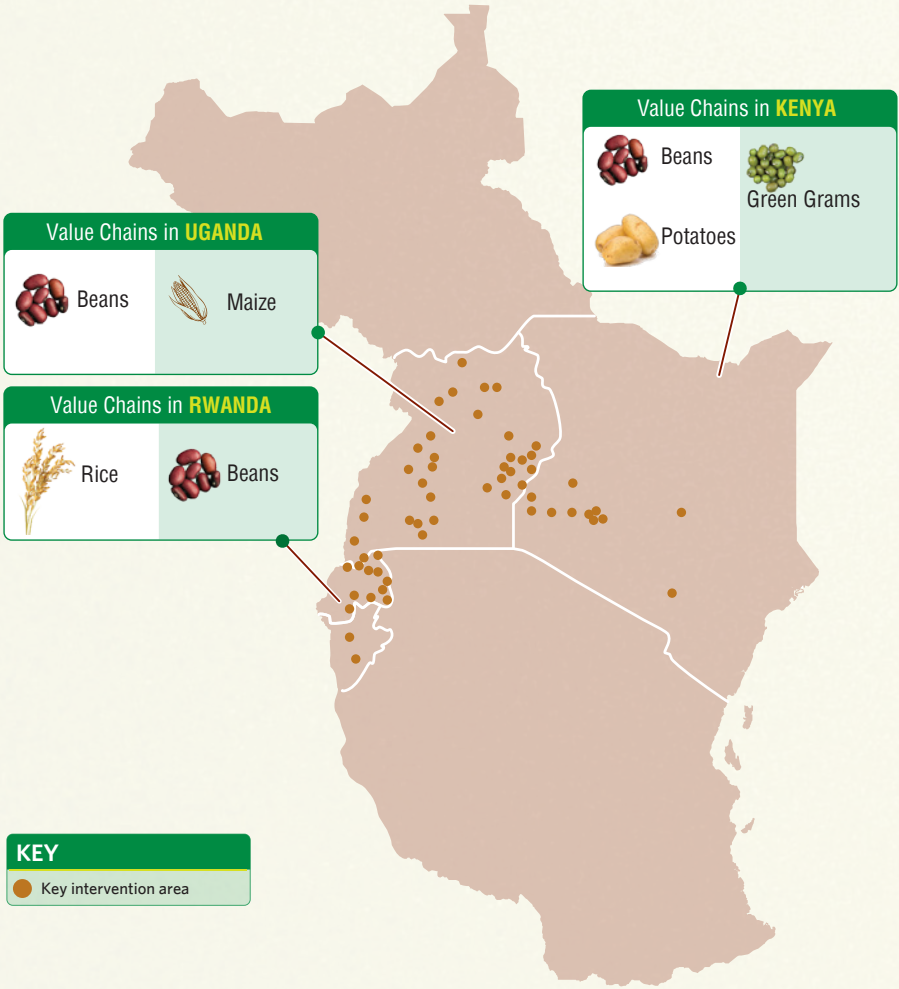 Value Chains in KENYA
Beans
Green Grams
Potatoes
Value Chains in UGANDA
Beans
Maize
Value Chains in RWANDA
Rice
Beans
KEY
Key intervention area